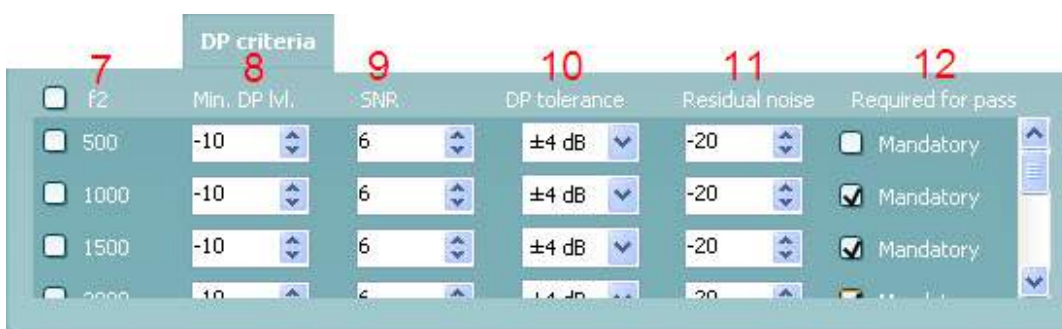 DP criteria
7 8 9 10 11 12
f2 Min. DP lvl. SNR DP tolerance Residual noise Required for pass
500 -10 6 ±4 dB -20 Mandatory
1000 -10 6 ±4 dB -20 Mandatory
1500 -10 6 ±4 dB -20 Mandatory